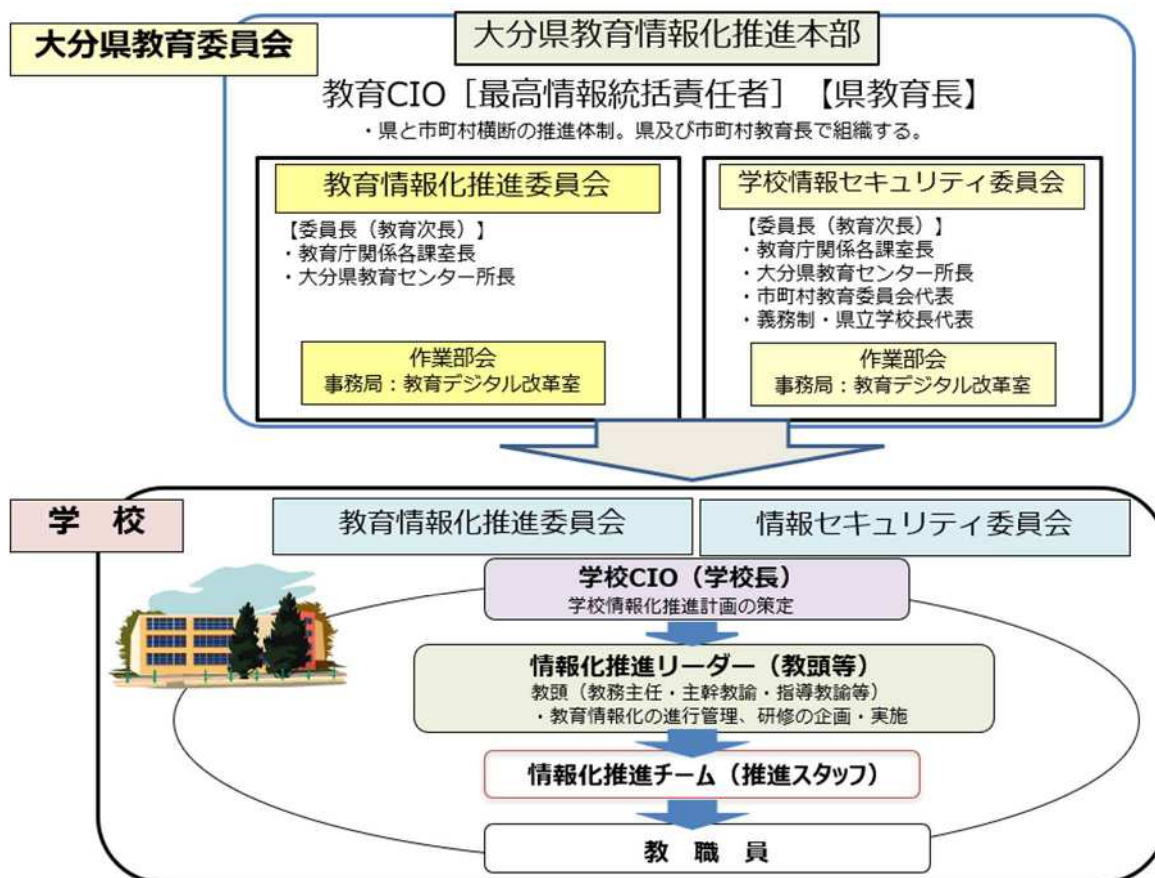 大分県教育委員会
大分県教育情報化推進本部
教育CIO［最高情報統括責任者］【県教育長】
・県と市町村横断の推進体制。県及び市町村教育長で組織する。
教育情報化推進委員会
【委員長（教育次長）】
・教育庁関係各課室長
・大分県教育センター所長
作業部会
事務局：教育デジタル改革室
学校情報セキュリティ委員会
【委員長（教育次長）】
・教育庁関係各課室長
・大分県教育センター所長
・市町村教育委員会代表
・義務制・県立学校長代表
作業部会
事務局：教育デジタル改革室
学　校
教育情報化推進委員会
情報セキュリティ委員会
学校CIO（学校長）
学校情報化推進計画の策定
情報化推進リーダー（教頭等）
教頭（教務主任・主幹教諭・指導教諭等）
・教育情報化の進行管理、研修の企画・実施
情報化推進チーム（推進スタッフ）
教　職　員